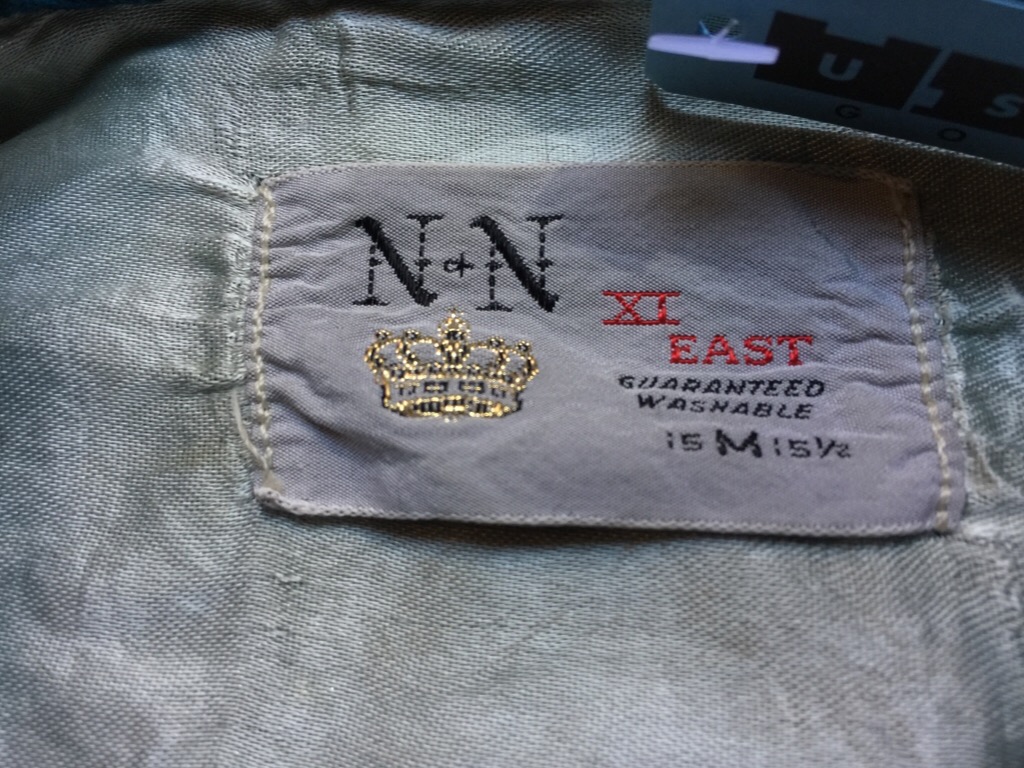 U.S
G O
N & N
XI
EAST
GUARANTEED
WASHABLE
15 M 15½